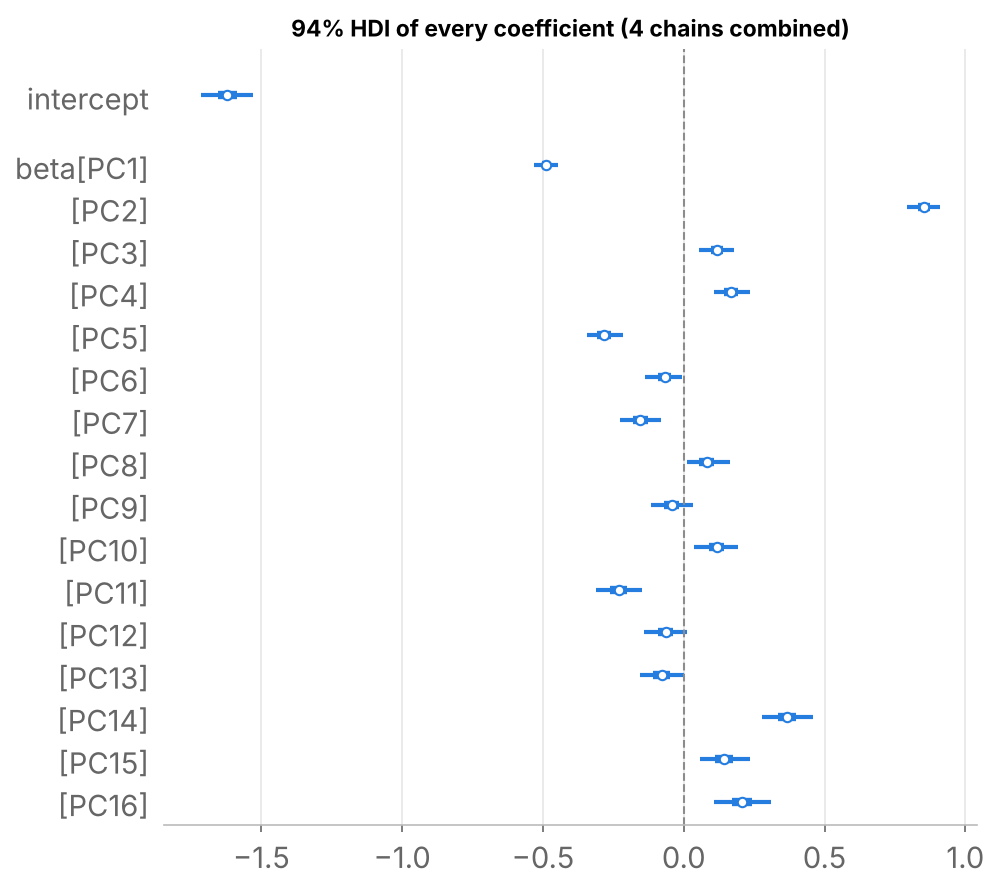 94% HDI of every coefficient (4 chains combined)
intercept
beta[PC1]
[PC2]
[PC3]
[PC4]
[PC5]
[PC6]
[PC7]
[PC8]
[PC9]
[PC10]
[PC11]
[PC12]
[PC13]
[PC14]
[PC15]
[PC16]
−1.5 −1.0 −0.5 0.0 0.5 1.0